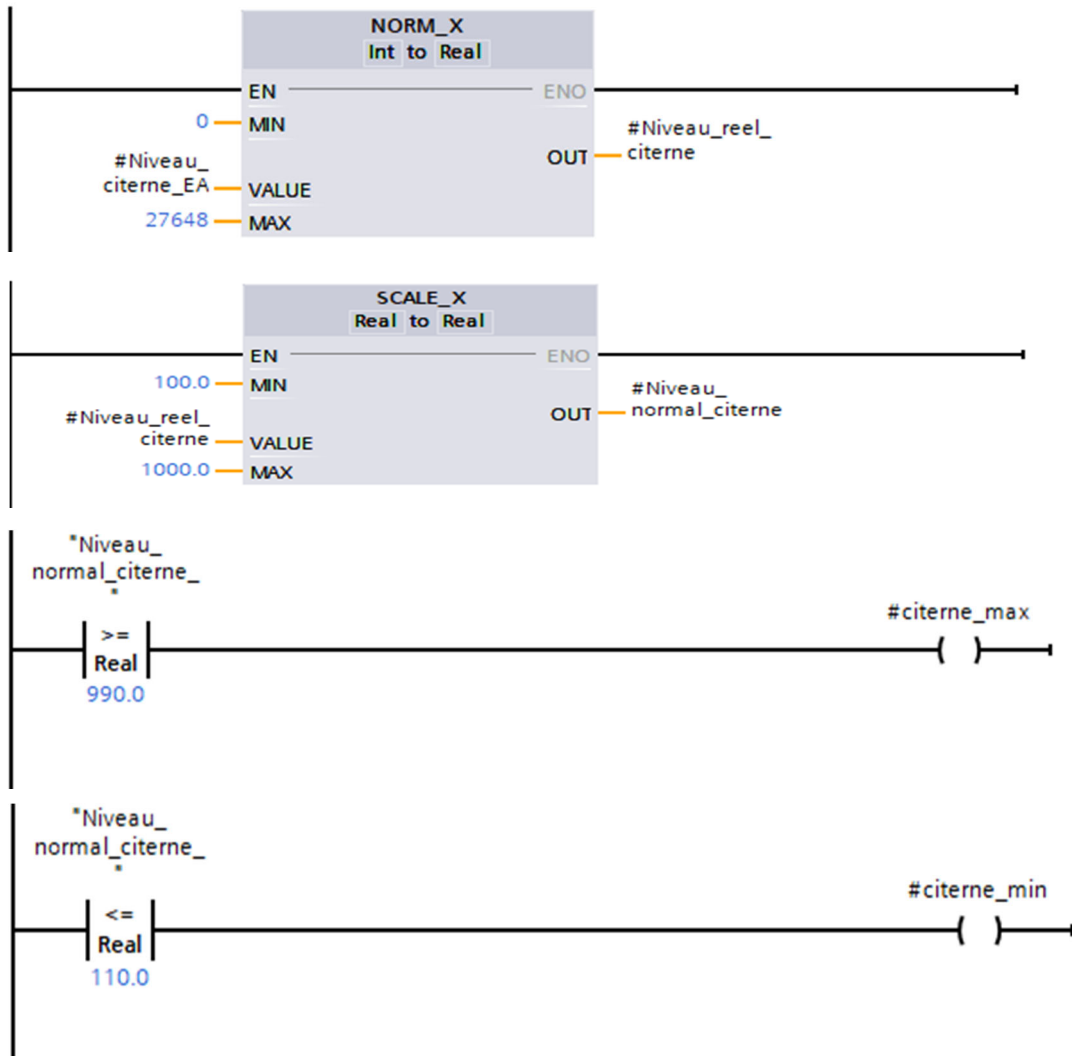 NORM_X
Int to Real
EN
ENO
0
MIN
#Niveau_reel_
citerne
OUT
#Niveau_
citerne_EA
VALUE
27648
MAX
SCALE_X
Real to Real
EN
ENO
100.0
MIN
#Niveau_
normal_citerne
OUT
#Niveau_reel_
citerne
VALUE
1000.0
MAX
"Niveau_
normal_citerne_
"
#citerne_max
>=
Real
( )
990.0
"Niveau_
normal_citerne_
"
#citerne_min
<=
Real
( )
110.0